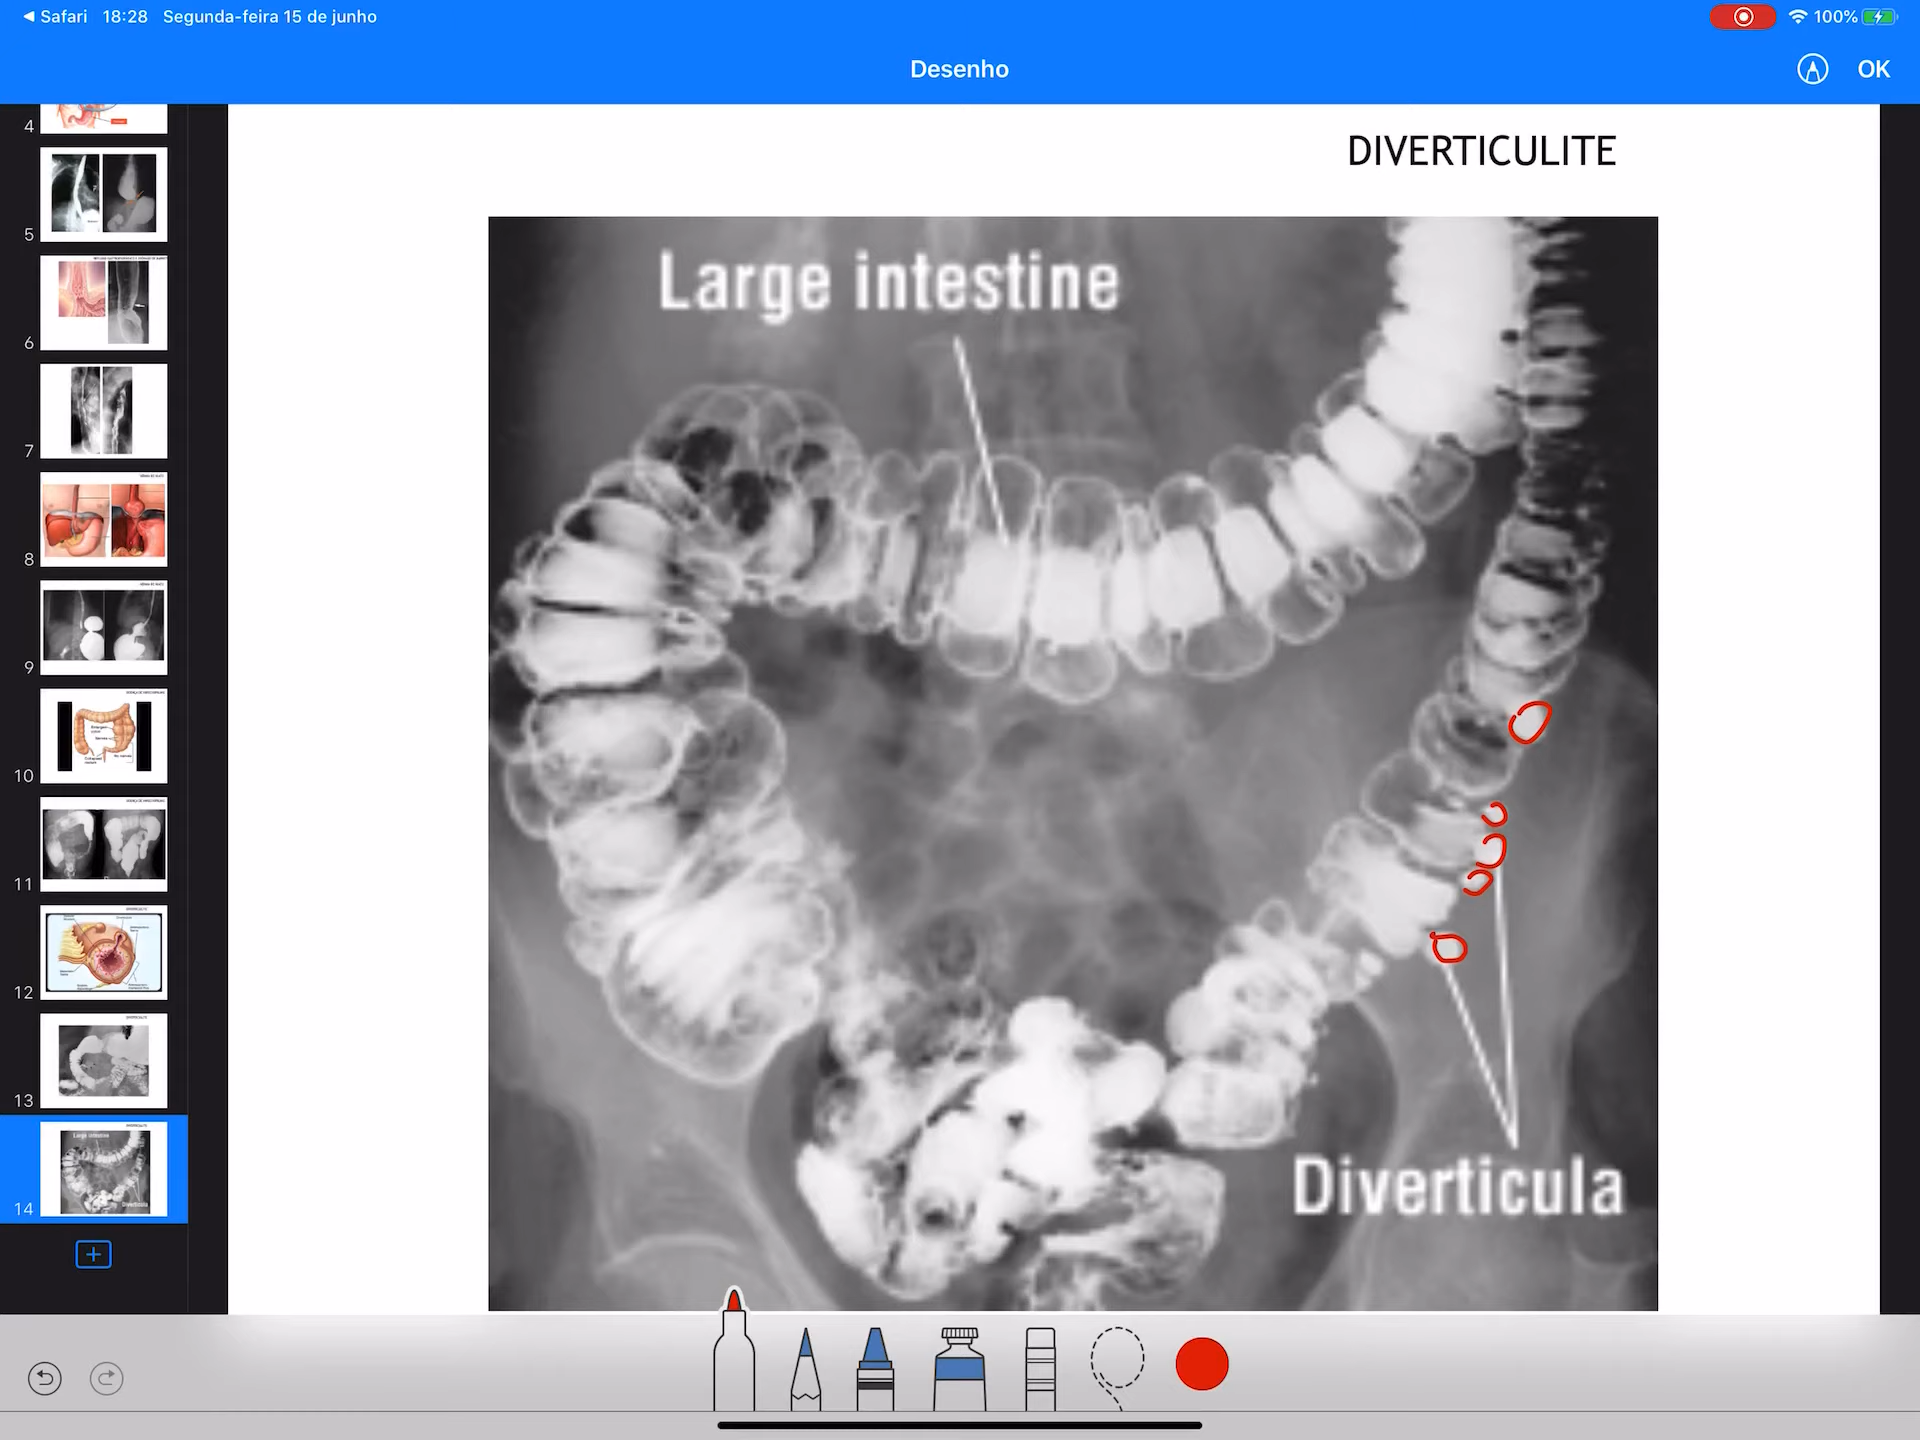 Safari 18:28 Segunda-feira 15 de junho 100%
Desenho
OK
4
5
6
7
8
9
10
11
12
13
14
DIVERTICULITE
Large intestine
Diverticula